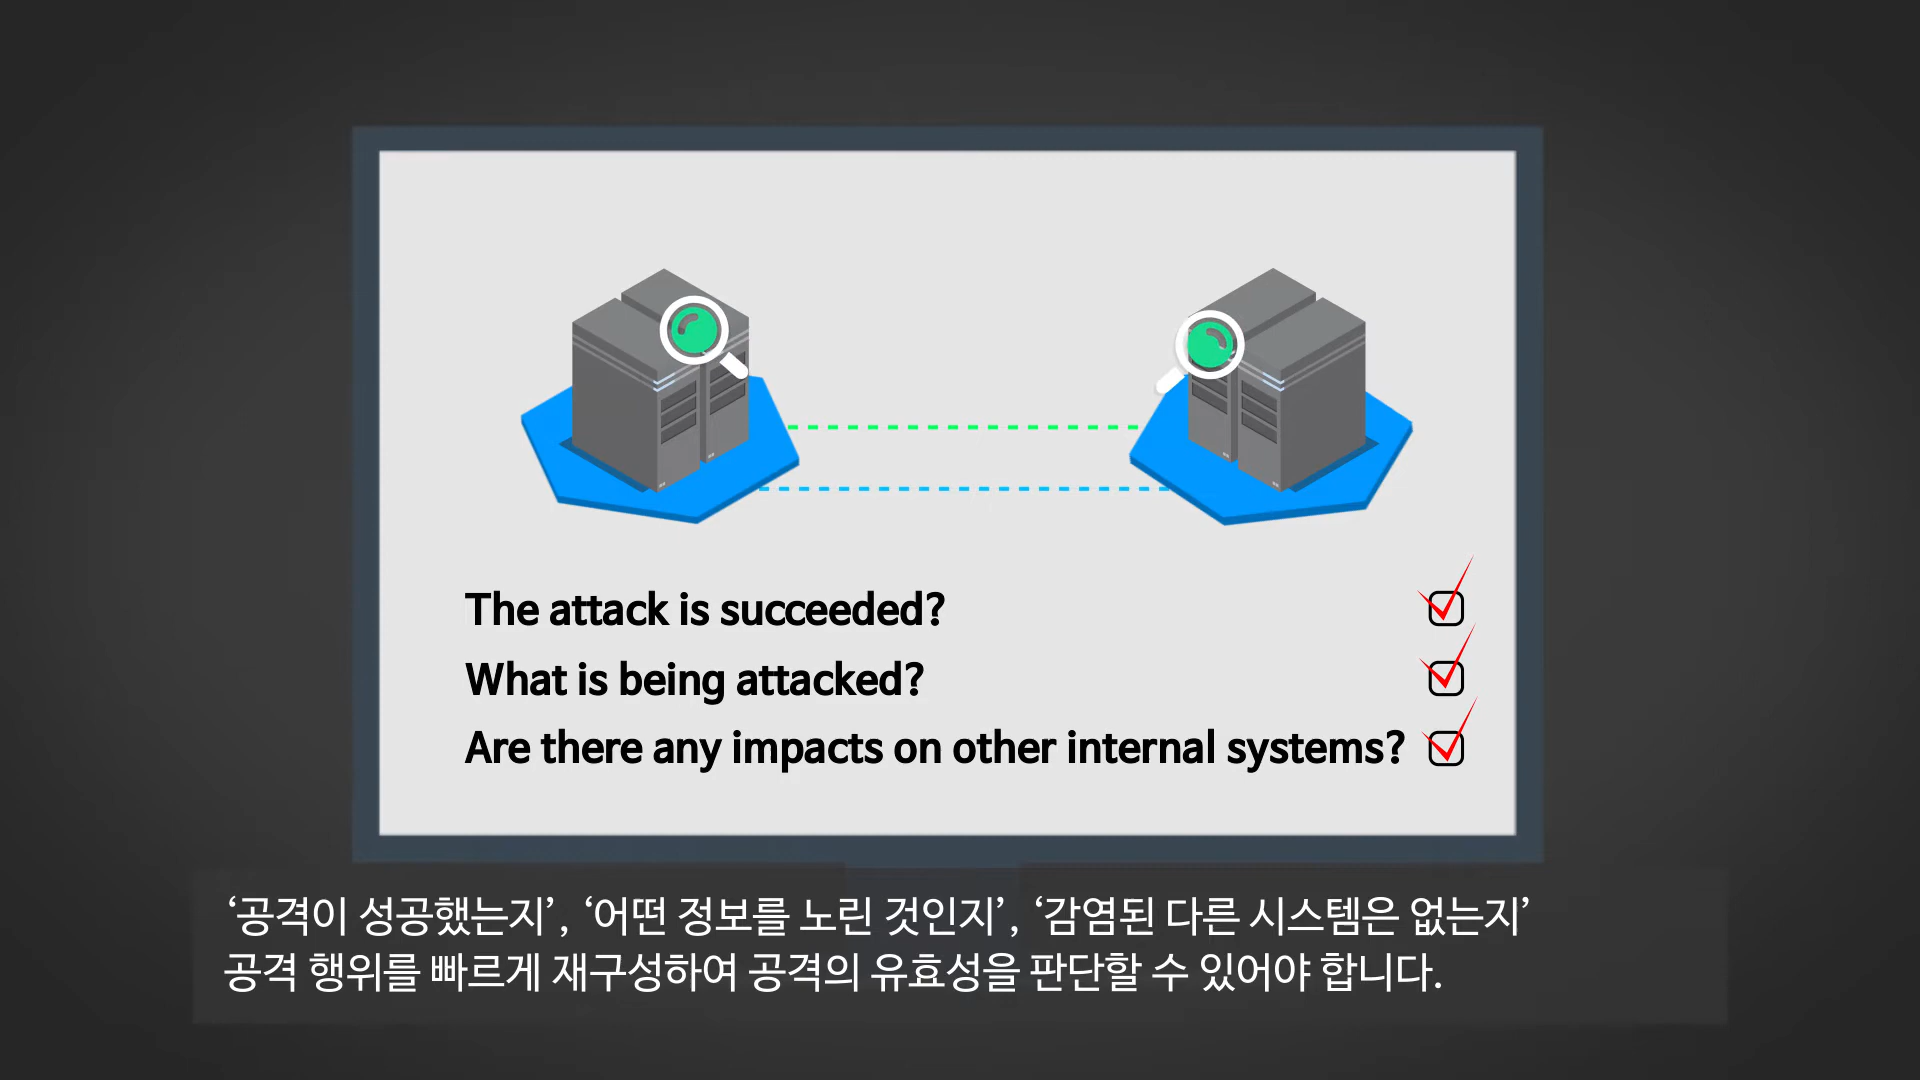 The attack is succeeded?
What is being attacked?
Are there any impacts on other internal systems?
‘공격이 성공했는지’, ‘어떤 정보를 노린 것인지’, ‘감염된 다른 시스템은 없는지’
공격 행위를 빠르게 재구성하여 공격의 유효성을 판단할 수 있어야 합니다.